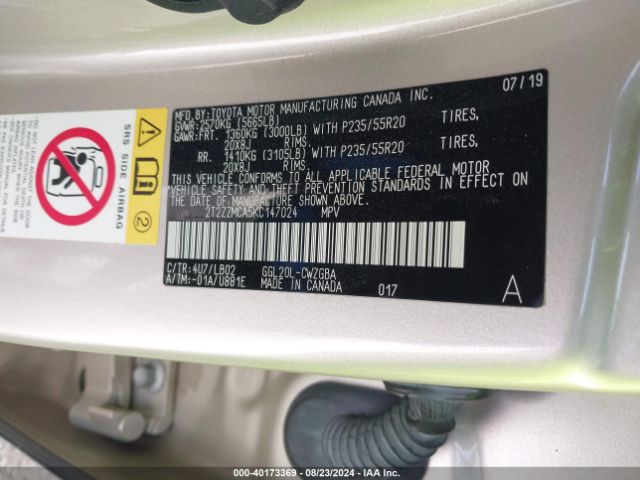 07/19
MFD.BY:TOYOTA MOTOR MANUFACTURING CANADA INC.
GVWR:2570KG (5665LB)
GAWR:FRT. 1360KG (3000LB) WITH P235/55R20 TIRES,
20X8J RIMS
RR. 1410KG (3105LB) WITH P235/55R20 TIRES,
20X8J RIMS
THIS VEHICLE CONFORMS TO ALL APPLICABLE FEDERAL MOTOR
VEHICLE SAFETY AND THEFT PREVENTION STANDARDS IN EFFECT ON
THE DATE OF MANUFACTURE SHOWN ABOVE.
2T2ZZMCA5KC147024 MPV
C/TR:4U7/LB02 GGL20L-CWZGBA
A/TM:-01A/U881E MADE IN CANADA 017 A
SRS SIDE AIRBAG
2
000-40173369 - 08/23/2024 - IAA Inc.